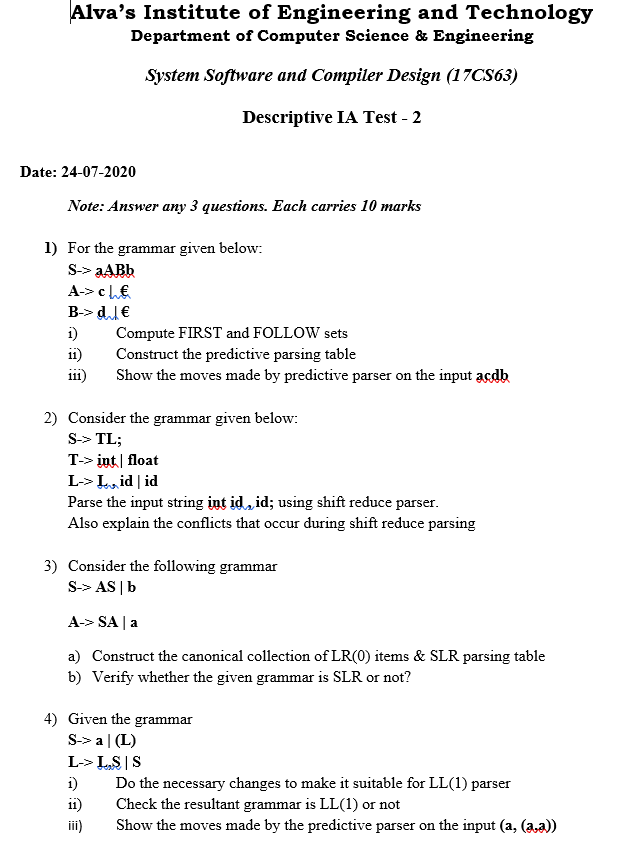 Alva's Institute of Engineering and Technology
Department of Computer Science & Engineering
System Software and Compiler Design (17CS63)
Descriptive IA Test - 2
Date: 24-07-2020
Note: Answer any 3 questions. Each carries 10 marks
1) For the grammar given below:
S-> aABb
A-> c | €
B-> d | €
i) Compute FIRST and FOLLOW sets
ii) Construct the predictive parsing table
iii) Show the moves made by predictive parser on the input acdb
2) Consider the grammar given below:
S-> TL;
T-> int | float
L-> L , id | id
Parse the input string int id , id; using shift reduce parser.
Also explain the conflicts that occur during shift reduce parsing
3) Consider the following grammar
S-> AS | b
A-> SA | a
a) Construct the canonical collection of LR(0) items & SLR parsing table
b) Verify whether the given grammar is SLR or not?
4) Given the grammar
S-> a | (L)
L-> L,S | S
i) Do the necessary changes to make it suitable for LL(1) parser
ii) Check the resultant grammar is LL(1) or not
iii) Show the moves made by the predictive parser on the input (a, (a,a))